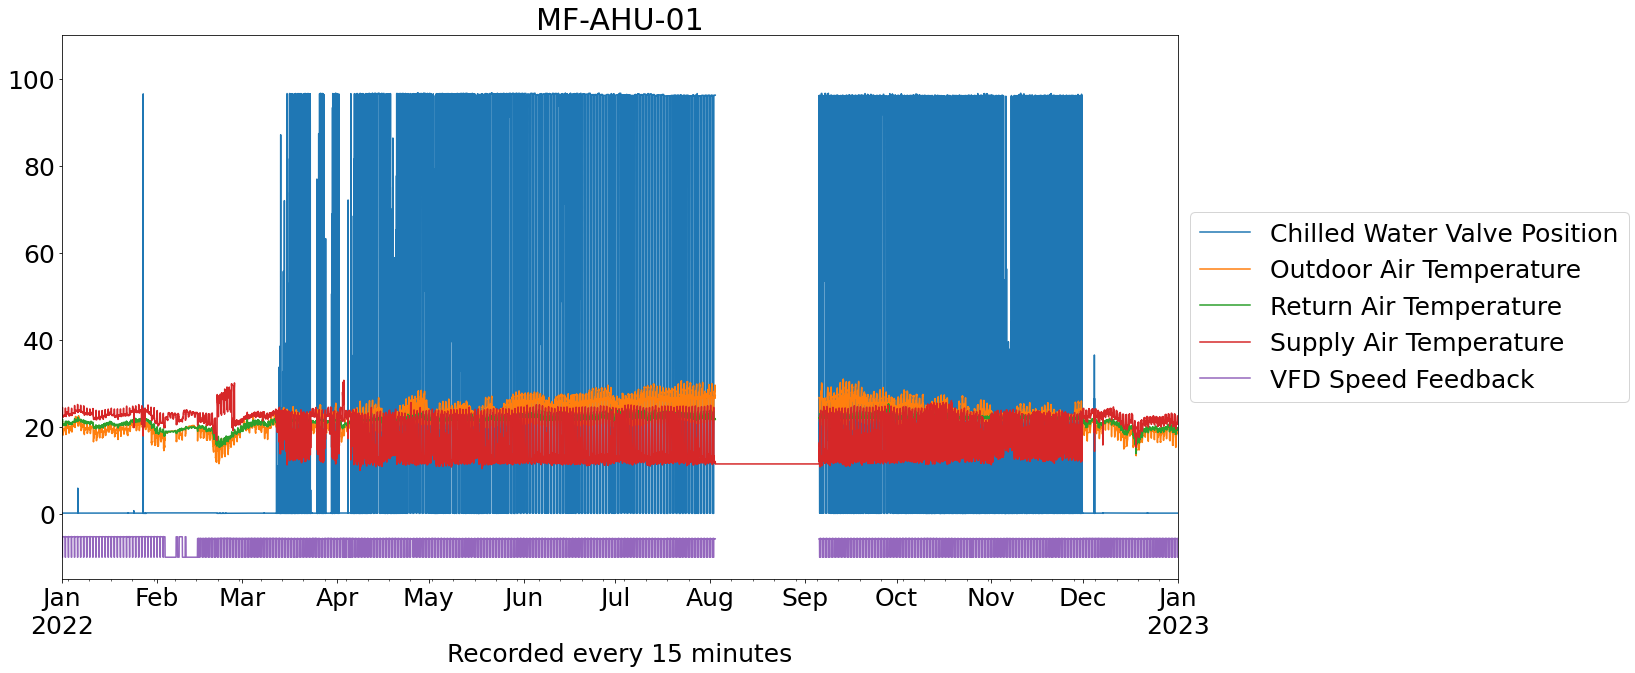 MF-AHU-01
100
80
60
40
20
0
Jan Feb Mar Apr May Jun Jul Aug Sep Oct Nov Dec Jan
2022 2023
Recorded every 15 minutes
Chilled Water Valve Position
Outdoor Air Temperature
Return Air Temperature
Supply Air Temperature
VFD Speed Feedback